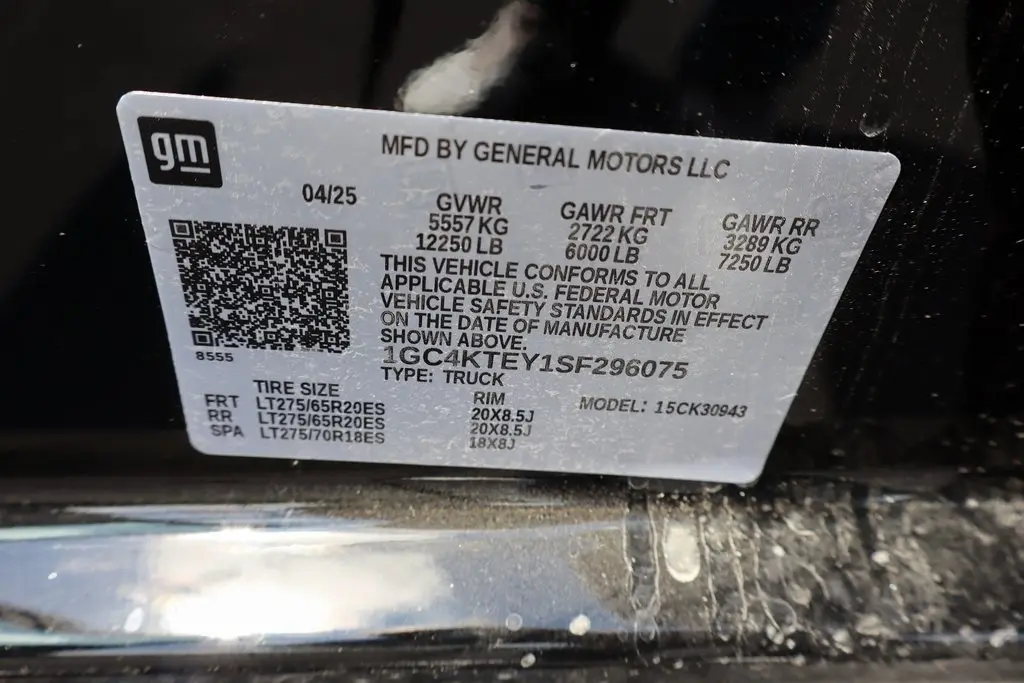 gm
MFD BY GENERAL MOTORS LLC
04/25
GVWR
5557 KG
12250 LB
GAWR FRT
2722 KG
6000 LB
GAWR RR
3289 KG
7250 LB
THIS VEHICLE CONFORMS TO ALL
APPLICABLE U.S. FEDERAL MOTOR
VEHICLE SAFETY STANDARDS IN EFFECT
ON THE DATE OF MANUFACTURE
SHOWN ABOVE.
8555
1GC4KTEY1SF296075
TYPE: TRUCK
TIRE SIZE RIM MODEL: 15CK30943
FRT LT275/65R20ES 20X8.5J
RR LT275/65R20ES 20X8.5J
SPA LT275/70R18ES 18X8J